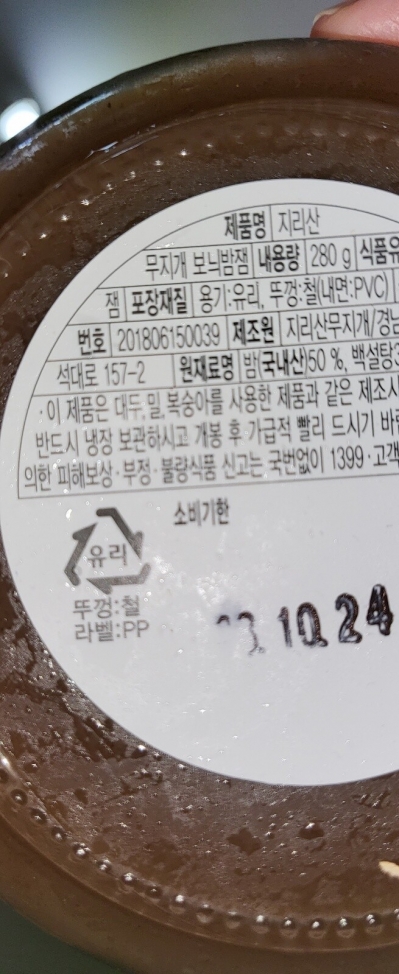 제품명 지리산
무지개 보늬밤잼 내용량 280 g 식품유
잼 포장재질 용기:유리, 뚜껑:철(내면:PVC)
번호 201806150039 제조원 지리산무지개/경남
석대로 157-2 원재료명 밤(국내산)50 %, 백설탕
· 이 제품은 대두, 밀, 복숭아를 사용한 제품과 같은 제조시
반드시 냉장 보관하시고 개봉 후 가급적 빨리 드시기 바
의한 피해보상 · 부정 · 불량식품 신고는 국번없이 1399 · 고객
소비기한
유리
뚜껑:철
라벨:PP
10.24